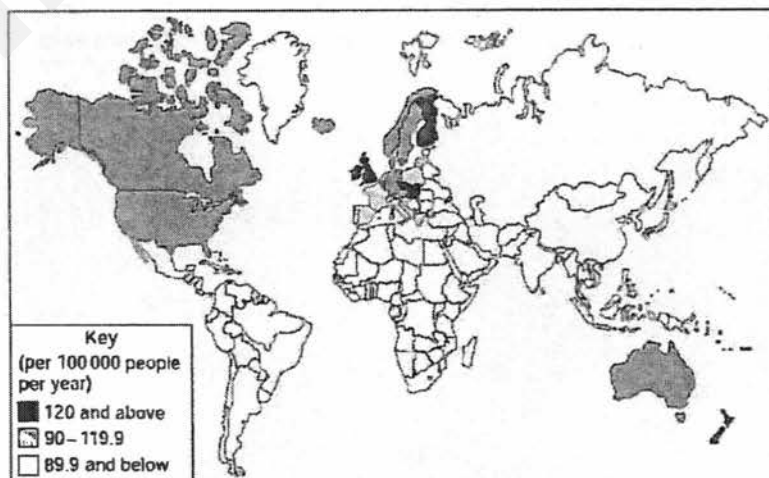 Key
(per 100 000 people
per year)
120 and above
90–119.9
89.9 and below